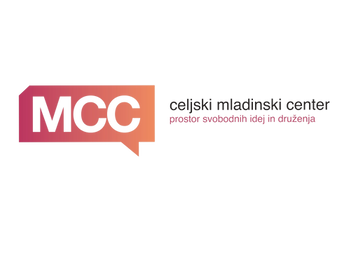 MCC
celjski mladinski center
prostor svobodnih idej in druženja